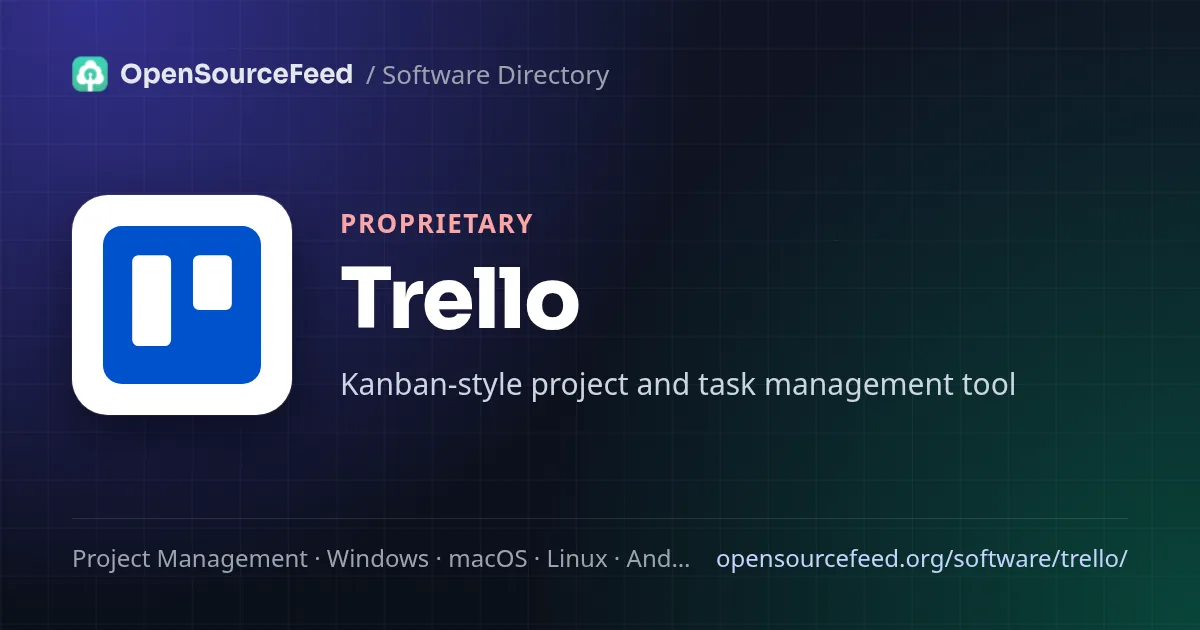 OpenSourceFeed / Software Directory
PROPRIETARY
Trello
Kanban-style project and task management tool
Project Management · Windows · macOS · Linux · And... opensourcefeed.org/software/trello/